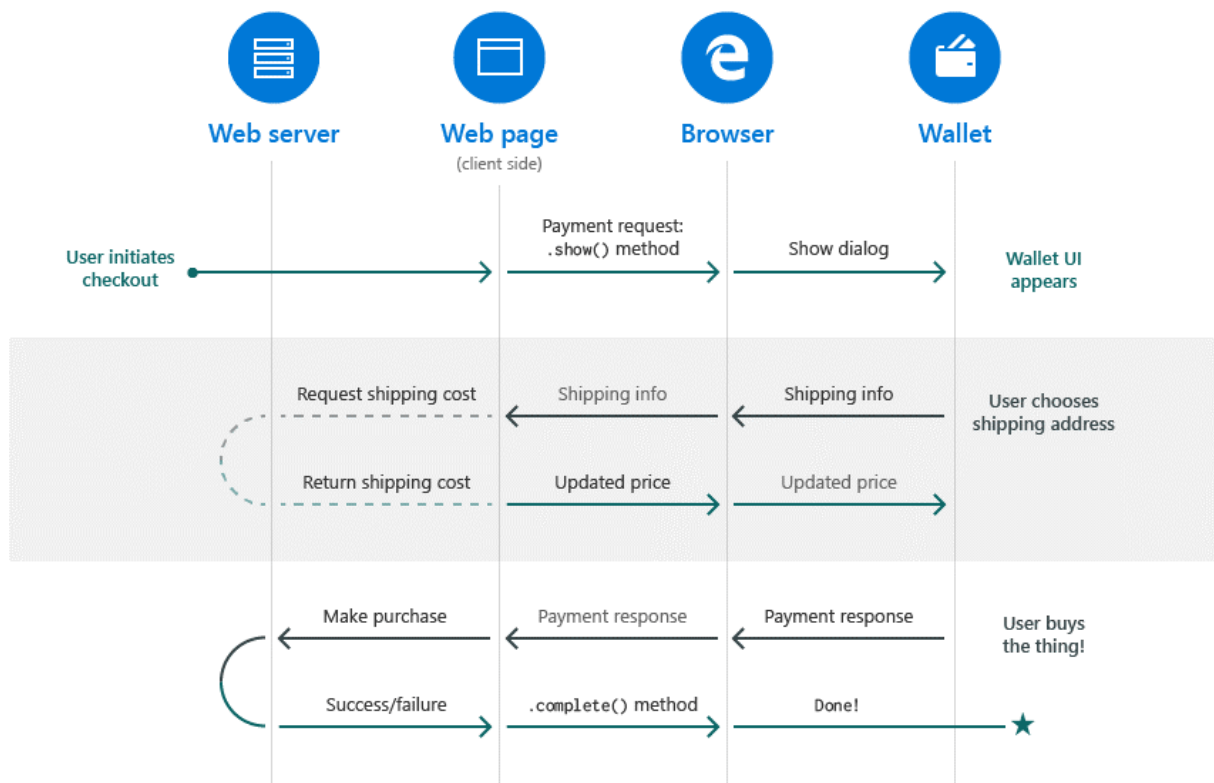 Web server
Web page
(client side)
Browser
Wallet
User initiates
checkout
Payment request:
.show() method
Show dialog
Wallet UI
appears
Request shipping cost
Shipping info
Shipping info
User chooses
shipping address
Return shipping cost
Updated price
Updated price
Make purchase
Payment response
Payment response
User buys
the thing!
Success/failure
.complete() method
Done!